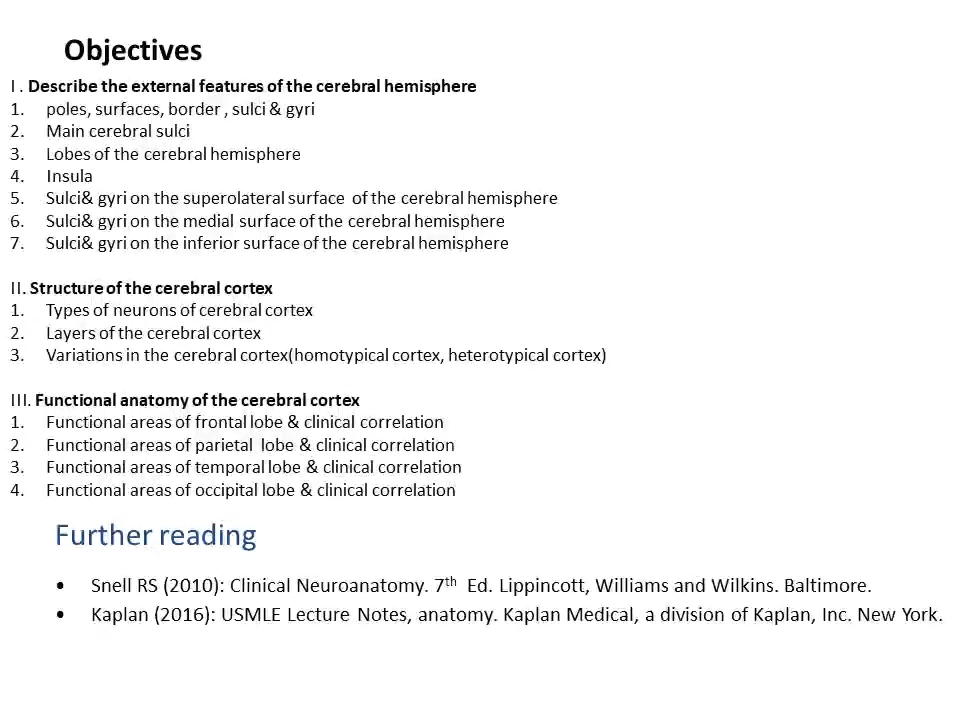 Objectives
I . Describe the external features of the cerebral hemisphere
1. poles, surfaces, border , sulci & gyri
2. Main cerebral sulci
3. Lobes of the cerebral hemisphere
4. Insula
5. Sulci& gyri on the superolateral surface of the cerebral hemisphere
6. Sulci& gyri on the medial surface of the cerebral hemisphere
7. Sulci& gyri on the inferior surface of the cerebral hemisphere
II. Structure of the cerebral cortex
1. Types of neurons of cerebral cortex
2. Layers of the cerebral cortex
3. Variations in the cerebral cortex(homotypical cortex, heterotypical cortex)
III. Functional anatomy of the cerebral cortex
1. Functional areas of frontal lobe & clinical correlation
2. Functional areas of parietal lobe & clinical correlation
3. Functional areas of temporal lobe & clinical correlation
4. Functional areas of occipital lobe & clinical correlation
Further reading
• Snell RS (2010): Clinical Neuroanatomy. 7th Ed. Lippincott, Williams and Wilkins. Baltimore.
• Kaplan (2016): USMLE Lecture Notes, anatomy. Kaplan Medical, a division of Kaplan, Inc. New York.